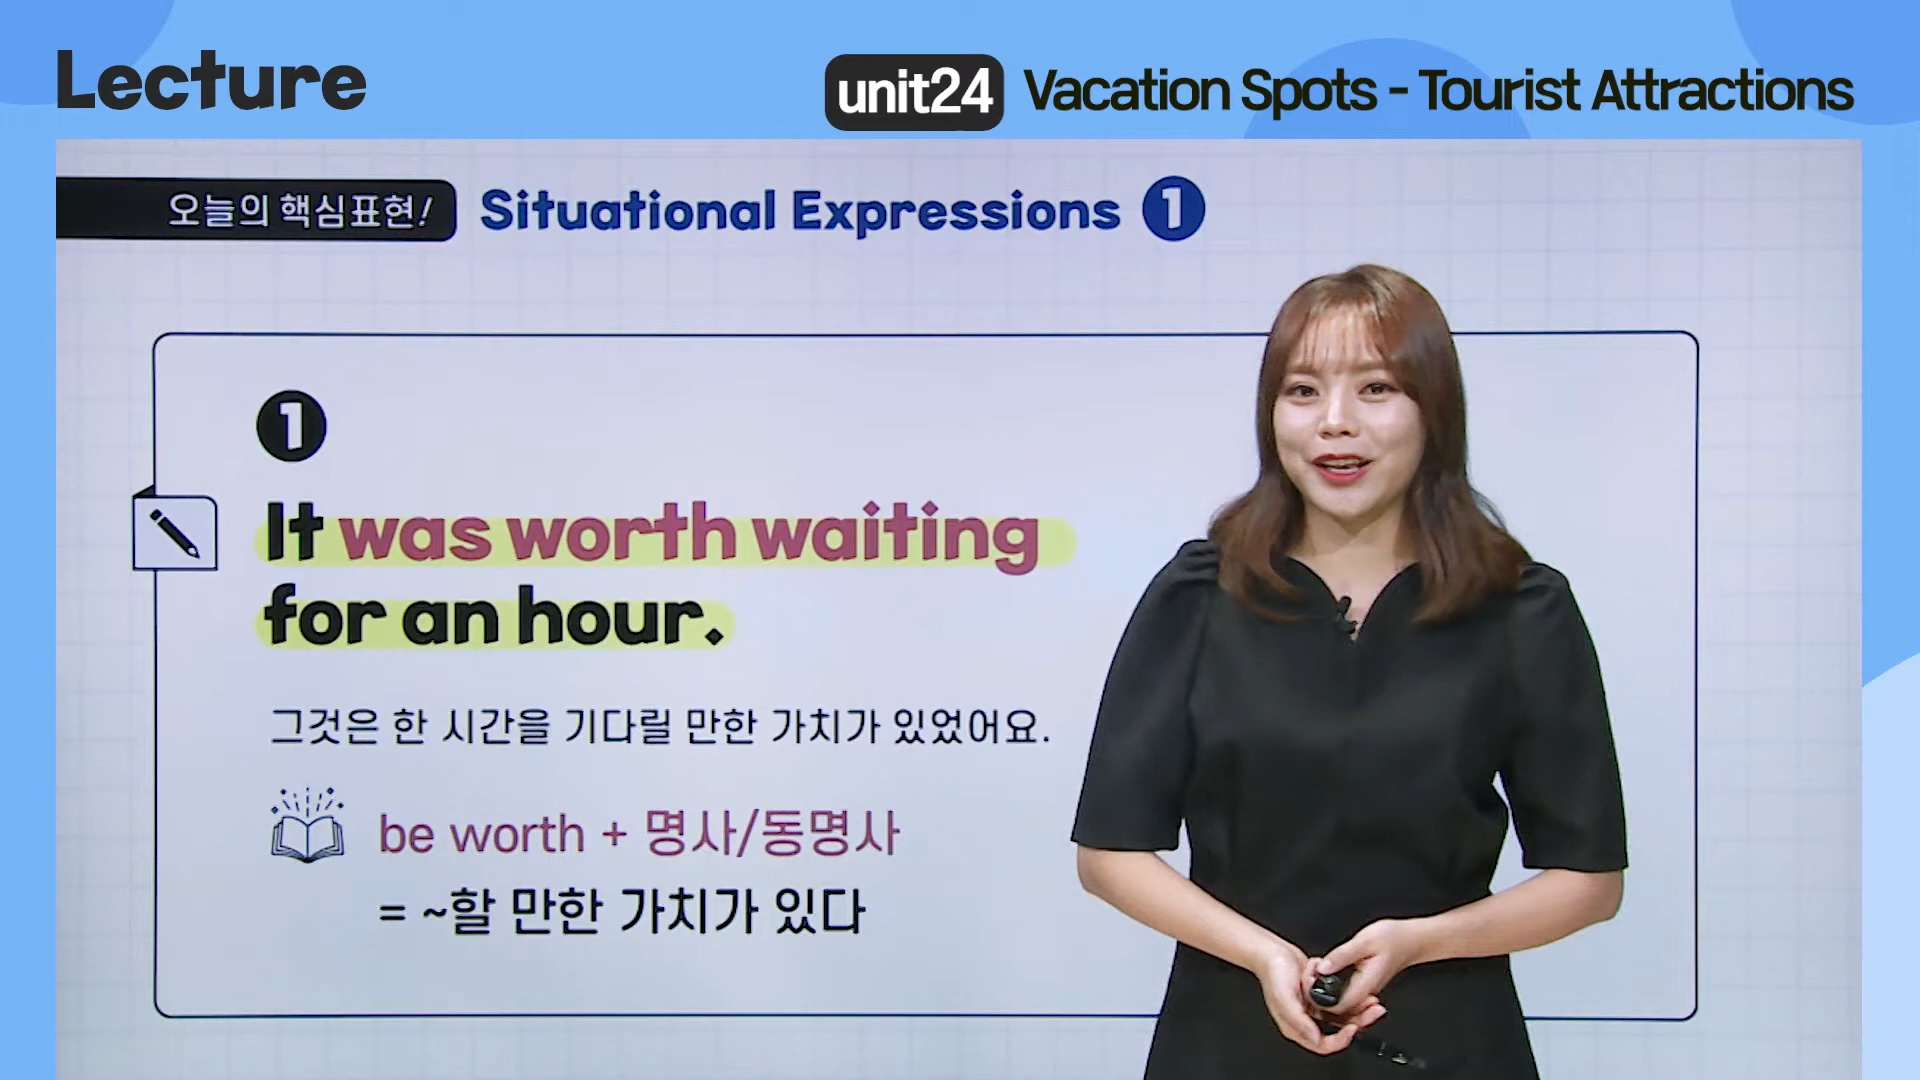 Lecture
unit24 Vacation Spots - Tourist Attractions
오늘의 핵심표현! Situational Expressions 1
1
It was worth waiting
for an hour.
그것은 한 시간을 기다릴 만한 가치가 있었어요.
be worth + 명사/동명사
= ~할 만한 가치가 있다